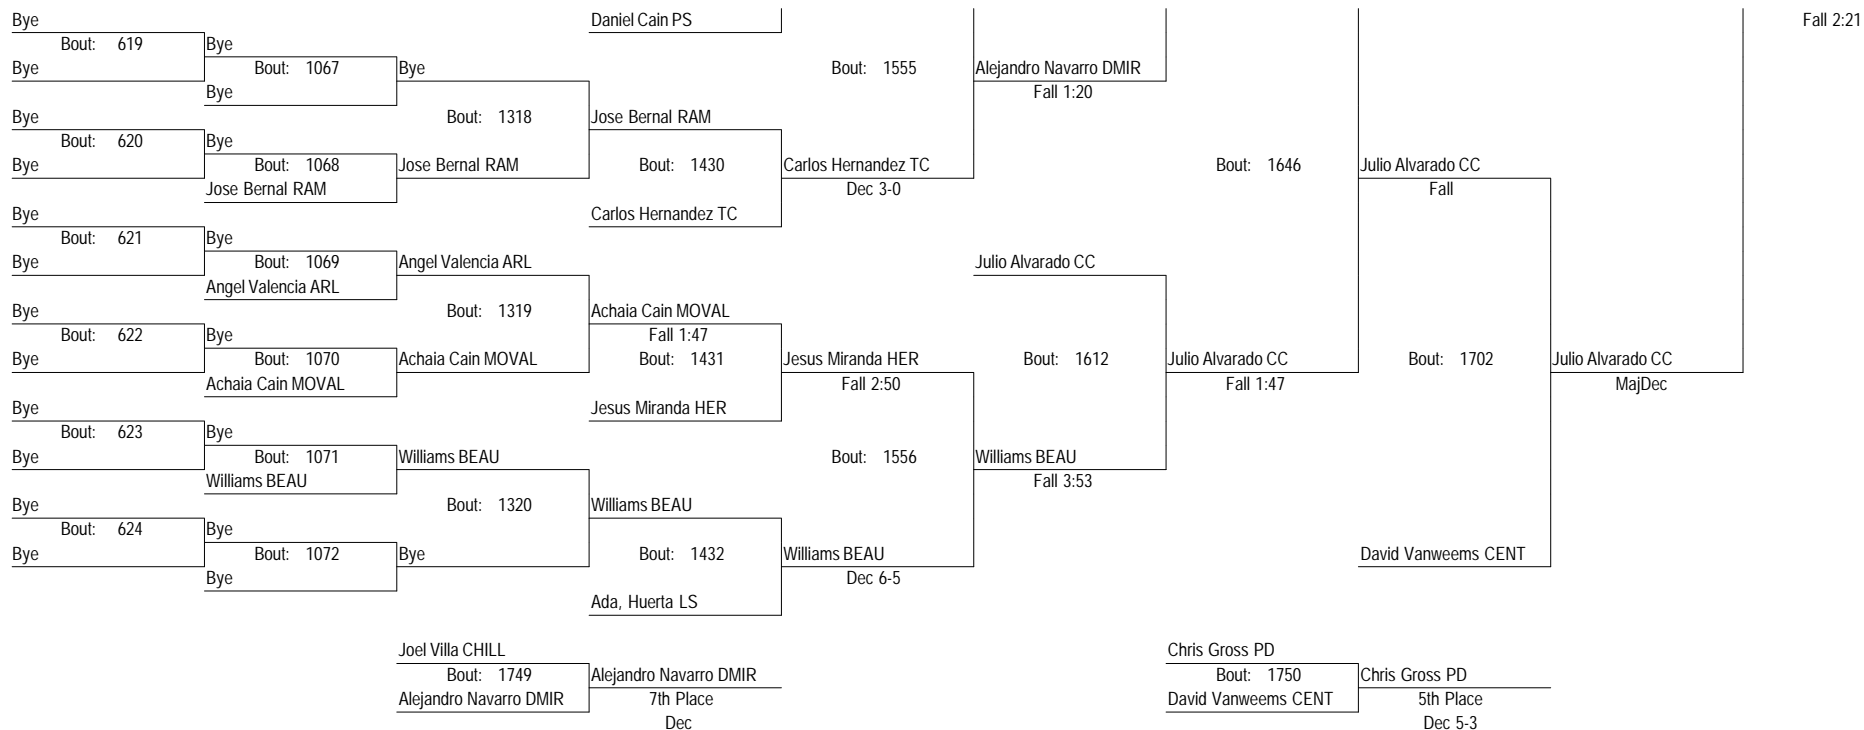 Bye Daniel Cain PS Fall 2:21
Bout: 619 Bye
Bye Bout: 1067 Bye Bout: 1555 Alejandro Navarro DMIR
Bye Fall 1:20
Bye Bout: 1318 Jose Bernal RAM
Bout: 620 Bye
Bye Bout: 1068 Jose Bernal RAM Bout: 1430 Carlos Hernandez TC Bout: 1646 Julio Alvarado CC
Jose Bernal RAM Dec 3-0 Fall
Bye Carlos Hernandez TC
Bout: 621 Bye
Bye Bout: 1069 Angel Valencia ARL Julio Alvarado CC
Angel Valencia ARL
Bye Bout: 1319 Achaia Cain MOVAL
Bout: 622 Bye Fall 1:47
Bye Bout: 1070 Achaia Cain MOVAL Bout: 1431 Jesus Miranda HER Bout: 1612 Julio Alvarado CC Bout: 1702 Julio Alvarado CC
Achaia Cain MOVAL Fall 2:50 Fall 1:47 MajDec
Bye Jesus Miranda HER
Bout: 623 Bye
Bye Bout: 1071 Williams BEAU Bout: 1556 Williams BEAU
Williams BEAU Fall 3:53
Bye Bout: 1320 Williams BEAU
Bout: 624 Bye
Bye Bout: 1072 Bye Bout: 1432 Williams BEAU David Vanweems CENT
Bye Dec 6-5
Ada, Huerta LS
Joel Villa CHILL Chris Gross PD
Bout: 1749 Alejandro Navarro DMIR Bout: 1750 Chris Gross PD
Alejandro Navarro DMIR 7th Place David Vanweems CENT 5th Place
Dec Dec 5-3